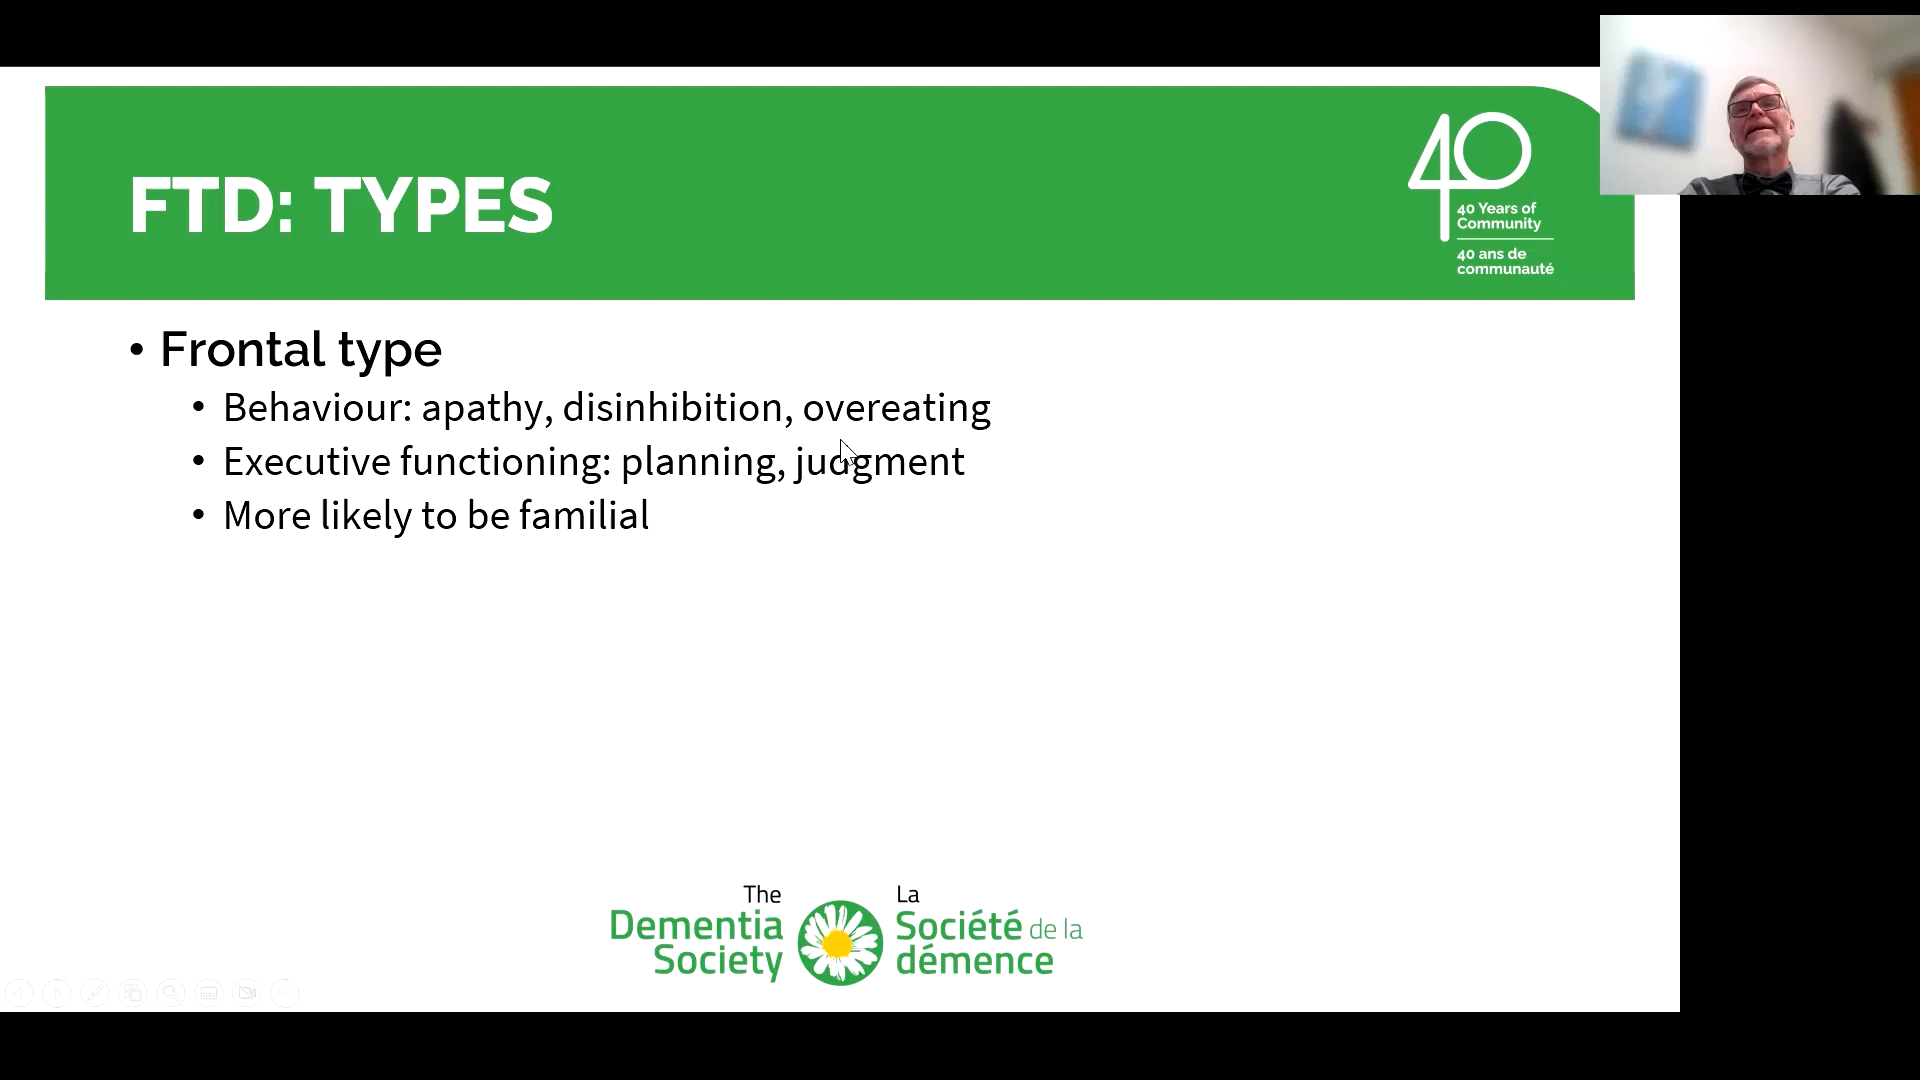 FTD: TYPES
40
40 Years of
Community
40 ans de
communauté
• Frontal type
• Behaviour: apathy, disinhibition, overeating
• Executive functioning: planning, judgment
• More likely to be familial
The
Dementia
Society
La
Société de la
démence